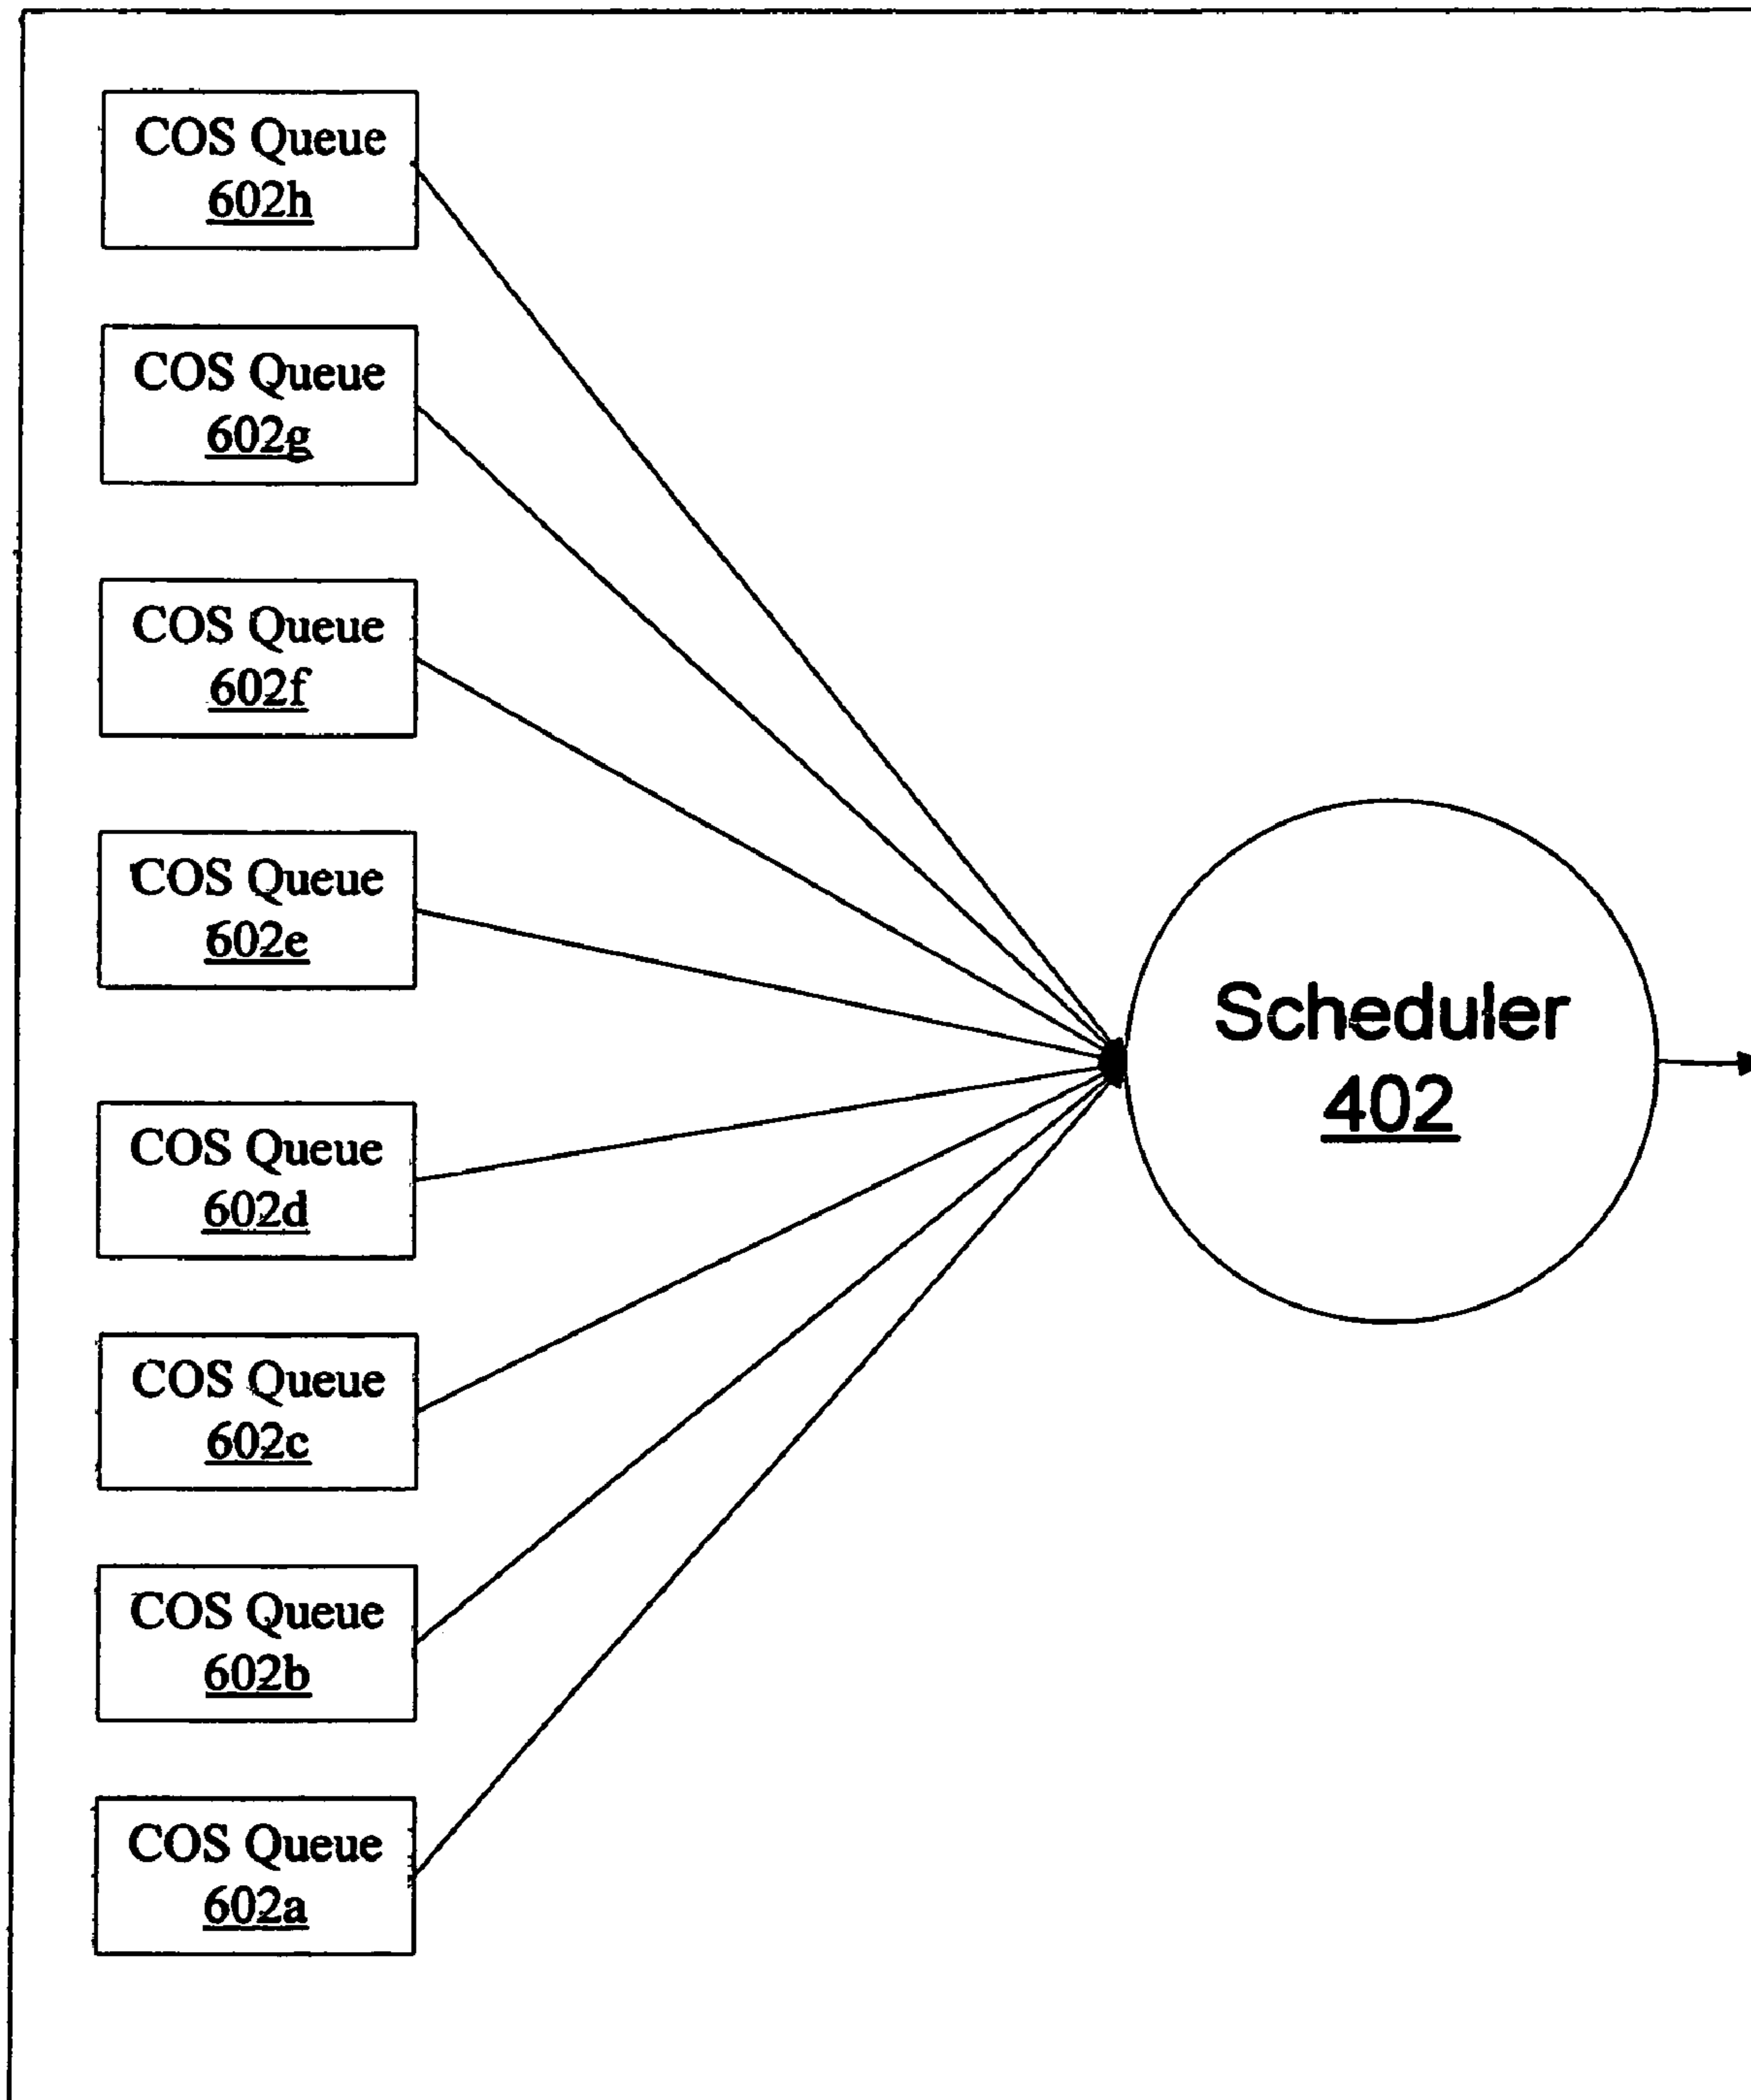 COS Queue
602h
COS Queue
602g
COS Queue
602f
COS Queue
602e
Scheduler
402
COS Queue
602d
COS Queue
602c
COS Queue
602b
COS Queue
602a